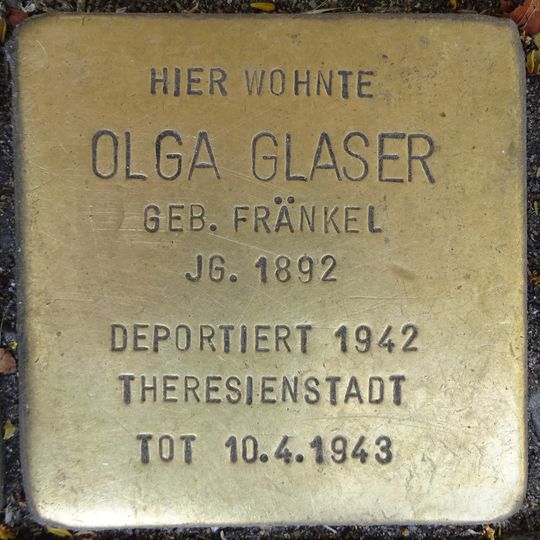 HIER WOHNTE
OLGA GLASER
GEB. FRÄNKEL
JG. 1892
DEPORTIERT 1942
THERESIENSTADT
TOT 10.4.1943